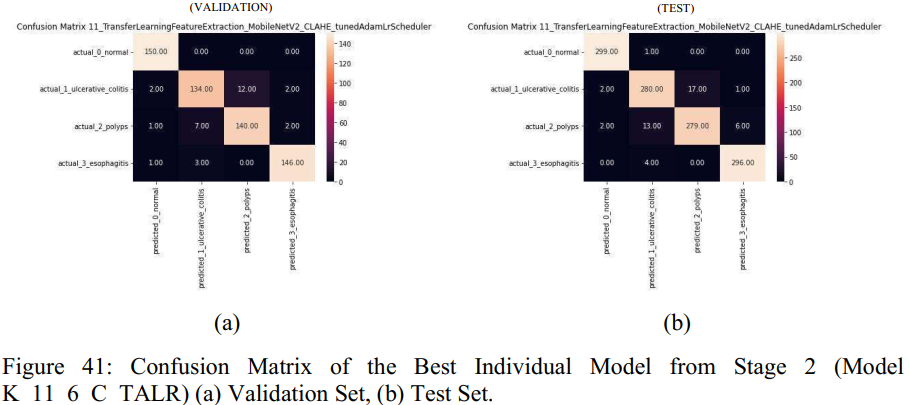 (VALIDATION)
(TEST)
Confusion Matrix 11_TransferLearningFeatureExtraction_MobileNetV2_CLAHE_tunedAdamLrScheduler
actual_0_normal 150.00 0.00 0.00 0.00
actual_1_ulcerative_colitis 2.00 134.00 12.00 2.00
actual_2_polyps 1.00 7.00 140.00 2.00
actual_3_esophagitis 1.00 3.00 0.00 146.00
predicted_0_normal
predicted_1_ulcerative_colitis
predicted_2_polyps
predicted_3_esophagitis
140
120
100
80
60
40
20
0
(a)
Confusion Matrix 11_TransferLearningFeatureExtraction_MobileNetV2_CLAHE_tunedAdamLrScheduler
actual_0_normal 299.00 1.00 0.00 0.00
actual_1_ulcerative_colitis 2.00 280.00 17.00 1.00
actual_2_polyps 2.00 13.00 279.00 6.00
actual_3_esophagitis 0.00 4.00 0.00 296.00
predicted_0_normal
predicted_1_ulcerative_colitis
predicted_2_polyps
predicted_3_esophagitis
250
200
150
100
50
0
(b)
Figure 41: Confusion Matrix of the Best Individual Model from Stage 2 (Model
K_11_6_C_TALR) (a) Validation Set, (b) Test Set.